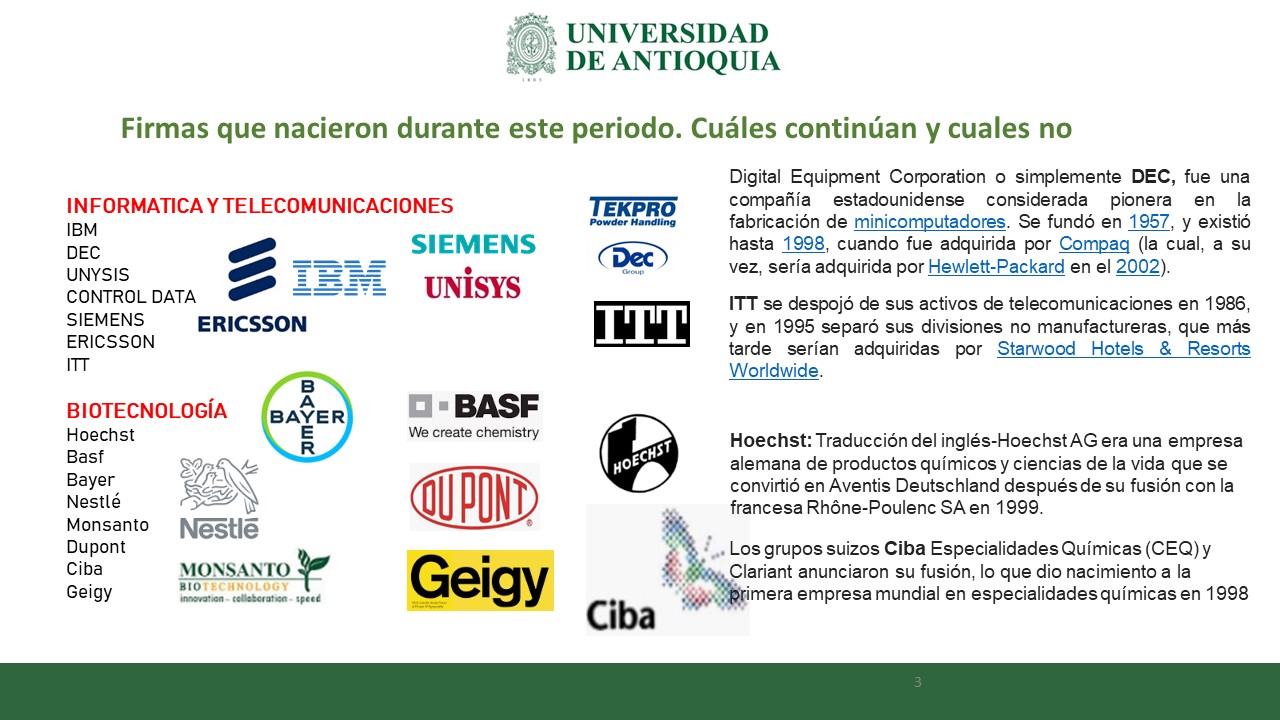 UNIVERSIDAD
DE ANTIOQUIA
1803
Firmas que nacieron durante este periodo. Cuáles continúan y cuales no
INFORMATICA Y TELECOMUNICACIONES
IBM
DEC
UNYSIS
CONTROL DATA
SIEMENS
ERICSSON
ITT
ERICSSON
IBM
SIEMENS
UNISYS
TEKPRO
Powder Handling
Dec
Group
ITT
BIOTECNOLOGÍA
Hoechst
Basf
Bayer
Nestlé
Monsanto
Dupont
Ciba
Geigy
BAYER
BAYER
Nestlé
MONSANTO
BIOTECHNOLOGY
innovation - collaboration - speed
BASF
We create chemistry
DU PONT
®
Geigy
HOECHST
Ciba
Digital Equipment Corporation o simplemente DEC, fue una
compañía estadounidense considerada pionera en la
fabricación de minicomputadores. Se fundó en 1957, y existió
hasta 1998, cuando fue adquirida por Compaq (la cual, a su
vez, sería adquirida por Hewlett-Packard en el 2002).
ITT se despojó de sus activos de telecomunicaciones en 1986,
y en 1995 separó sus divisiones no manufactureras, que más
tarde serían adquiridas por Starwood Hotels & Resorts
Worldwide.
Hoechst: Traducción del inglés-Hoechst AG era una empresa
alemana de productos químicos y ciencias de la vida que se
convirtió en Aventis Deutschland después de su fusión con la
francesa Rhône-Poulenc SA en 1999.
Los grupos suizos Ciba Especialidades Químicas (CEQ) y
Clariant anunciaron su fusión, lo que dio nacimiento a la
primera empresa mundial en especialidades químicas en 1998
3